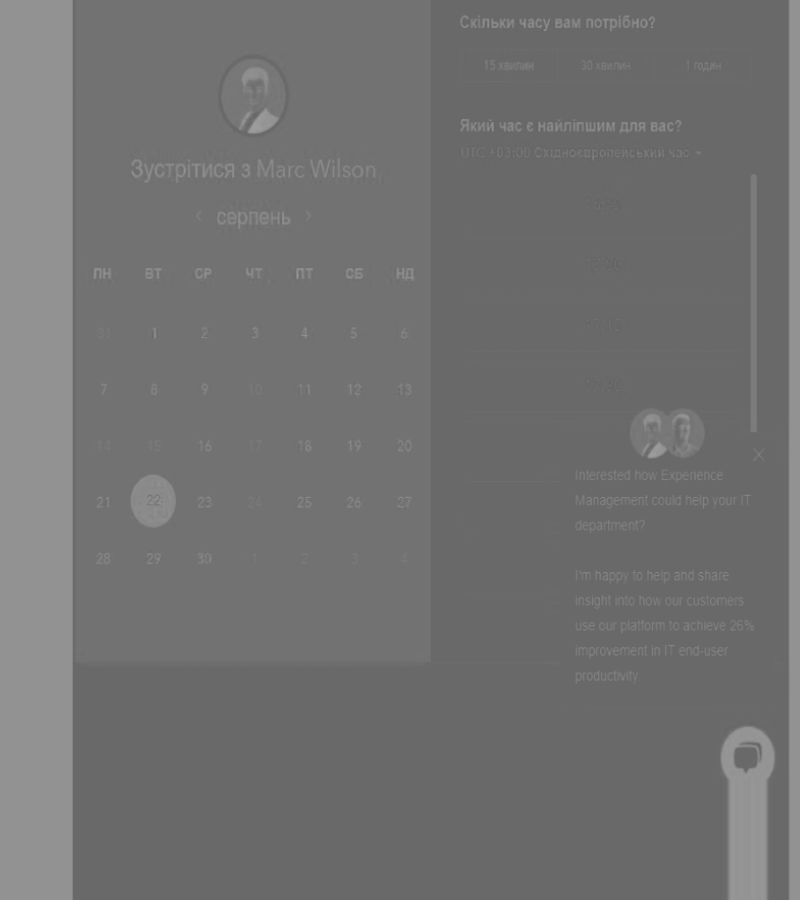 Скільки часу вам потрібно?
15 хвилин 30 хвилин 1 годин
Який час є найліпшим для вас?
UTC +03:00 Східноєвропейський час
Зустрітися з Marc Wilson
серпень
ПН ВТ СР ЧТ ПТ СБ НД
31 1 2 3 4 5 6
7 8 9 10 11 12 13
14 15 16 17 18 19 20
21 22 23 24 25 26 27
28 29 30 1 2 3 4
Interested how Experience
Management could help your IT
department?
I'm happy to help and share
insight into how our customers
use our platform to achieve 26%
improvement in IT end-user
productivity.